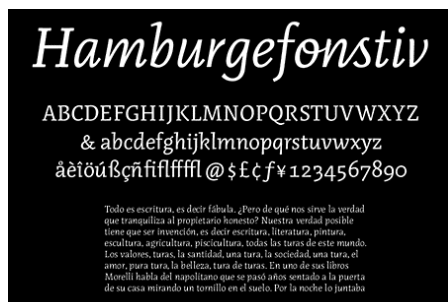 Hamburgefonstiv
ABCDEFGHIJKLMNOPQRSTUVWXYZ
& abcdefghijklmnopqrstuvwxyz
åèîöúßçñfiflffffl @ $ £ ¢ ƒ ¥ 1234567890
Todo es escritura, es decir fábula. ¿Pero de qué nos sirve la verdad
que tranquiliza al propietario honesto? Nuestra verdad posible
tiene que ser invención, es decir escritura, literatura, pintura,
escultura, agricultura, piscicultura, todas las turas de este mundo.
Los valores, turas, la santidad, una tura, la sociedad, una tura, el
amor, pura tura, la belleza, tura de turas. En uno de sus libros
Morelli habla del napolitano que se pasó años sentado a la puerta
de su casa mirando un tornillo en el suelo. Por la noche lo juntaba